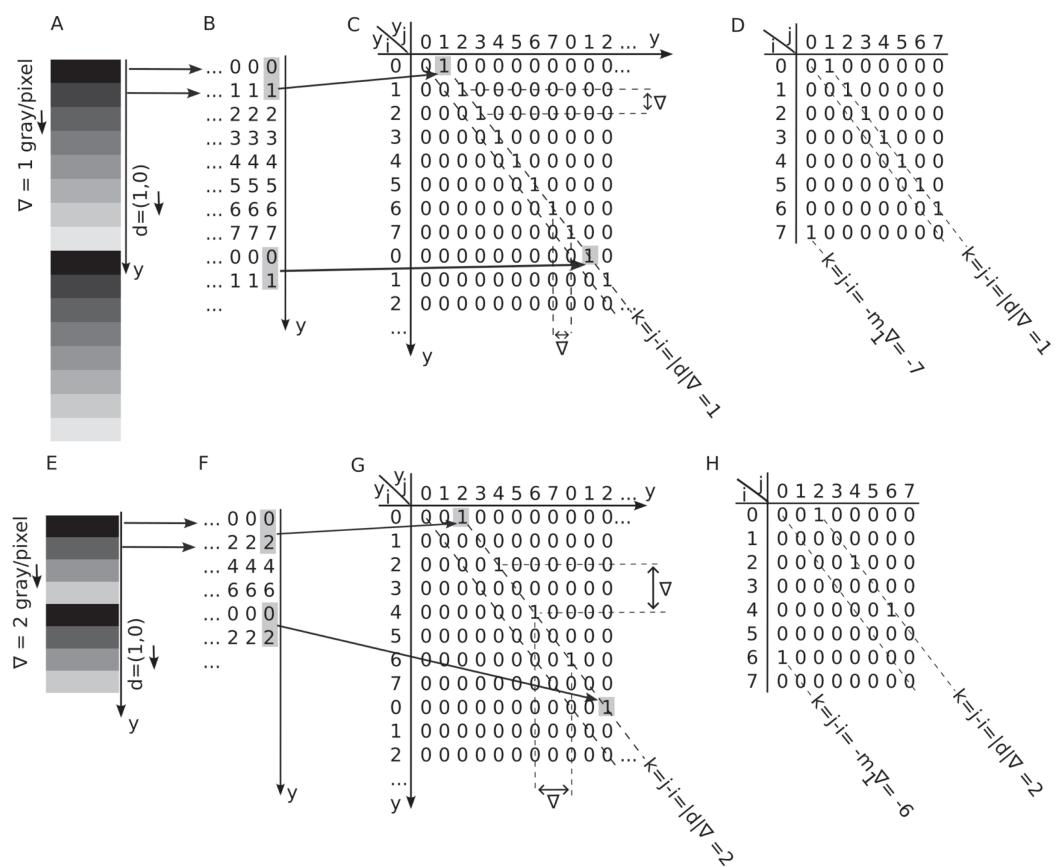 A
∇ = 1 gray/pixel
d=(1,0)
y
B
... 0 0 0
... 1 1 1
... 2 2 2
... 3 3 3
... 4 4 4
... 5 5 5
... 6 6 6
... 7 7 7
... 0 0 0
... 1 1 1
...
y
C
y
y i j 0 1 2 3 4 5 6 7 0 1 2 ... y
0 0 1 0 0 0 0 0 0 0 0 0 ...
1 0 0 1 0 0 0 0 0 0 0 0
2 0 0 0 1 0 0 0 0 0 0 0
3 0 0 0 0 1 0 0 0 0 0 0
4 0 0 0 0 0 1 0 0 0 0 0
5 0 0 0 0 0 0 1 0 0 0 0
6 0 0 0 0 0 0 0 1 0 0 0
7 0 0 0 0 0 0 0 0 1 0 0
0 0 0 0 0 0 0 0 0 0 1 0
1 0 0 0 0 0 0 0 0 0 0 1
2 0 0 0 0 0 0 0 0 0 0 0 ...
...
y
∇
∇
k=j-i=|d|∇=1
D
i j 0 1 2 3 4 5 6 7
0 0 1 0 0 0 0 0 0
1 0 0 1 0 0 0 0 0
2 0 0 0 1 0 0 0 0
3 0 0 0 0 1 0 0 0
4 0 0 0 0 0 1 0 0
5 0 0 0 0 0 0 1 0
6 0 0 0 0 0 0 0 1
7 1 0 0 0 0 0 0 0
k=j-i= -m1∇= -7
k=j-i=|d|∇=1
E
∇ = 2 gray/pixel
d=(1,0)
y
F
... 0 0 0
... 2 2 2
... 4 4 4
... 6 6 6
... 0 0 0
... 2 2 2
...
y
G
y
y i j 0 1 2 3 4 5 6 7 0 1 2 ... y
0 0 0 1 0 0 0 0 0 0 0 0 ...
1 0 0 0 0 0 0 0 0 0 0 0
2 0 0 0 0 1 0 0 0 0 0 0
3 0 0 0 0 0 0 0 0 0 0 0
4 0 0 0 0 0 0 1 0 0 0 0
5 0 0 0 0 0 0 0 0 0 0 0
6 0 0 0 0 0 0 0 0 1 0 0
7 0 0 0 0 0 0 0 0 0 0 0
0 0 0 0 0 0 0 0 0 0 0 1
1 0 0 0 0 0 0 0 0 0 0 0
2 0 0 0 0 0 0 0 0 0 0 0 ...
...
y
∇
∇
k=j-i=|d|∇=2
H
i j 0 1 2 3 4 5 6 7
0 0 0 1 0 0 0 0 0
1 0 0 0 0 0 0 0 0
2 0 0 0 0 1 0 0 0
3 0 0 0 0 0 0 0 0
4 0 0 0 0 0 0 1 0
5 0 0 0 0 0 0 0 0
6 1 0 0 0 0 0 0 0
7 0 0 0 0 0 0 0 0
k=j-i= -m1∇= -6
k=j-i=|d|∇=2